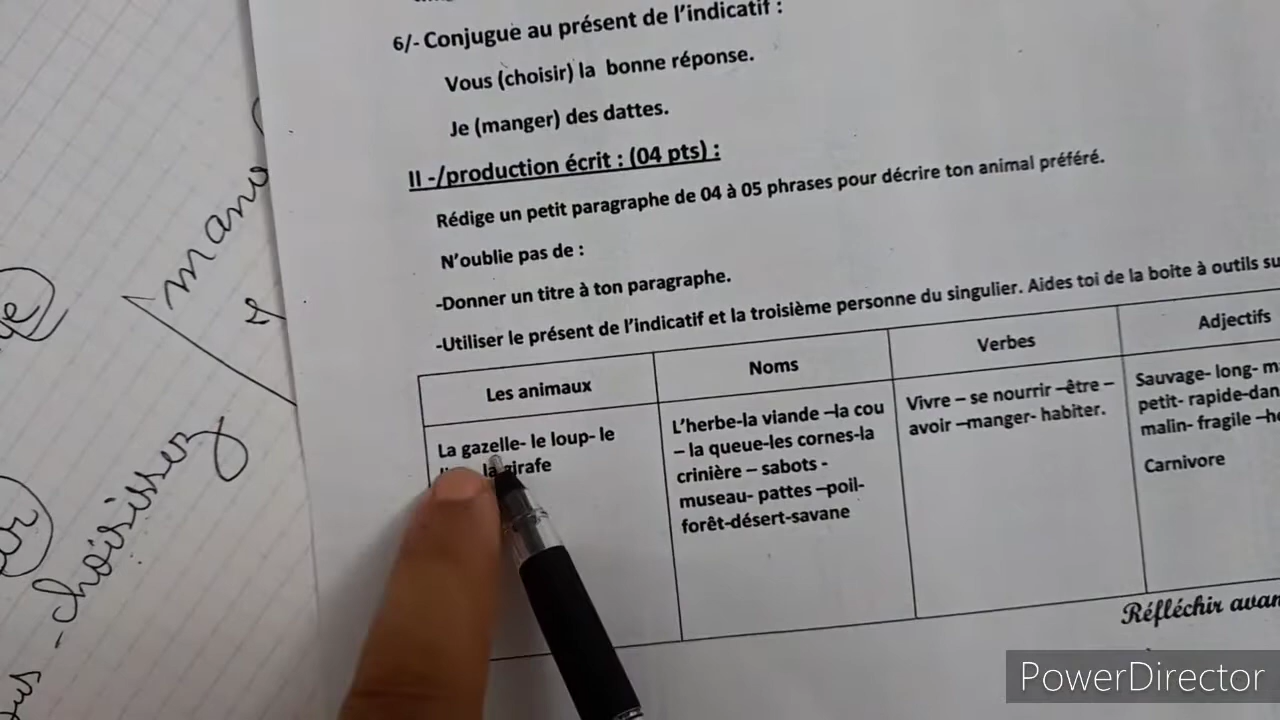 6/- Conjugue au présent de l'indicatif :
Vous (choisir) la bonne réponse.
Je (manger) des dattes.
II -/production écrit : (04 pts) :
Rédige un petit paragraphe de 04 à 05 phrases pour décrire ton animal préféré.
N'oublie pas de :
-Donner un titre à ton paragraphe.
-Utiliser le présent de l'indicatif et la troisième personne du singulier. Aides toi de la boite à outils
Les animaux
La gazelle- le loup- le
la girafe
Noms
L'herbe-la viande –la cou
– la queue-les cornes-la
crinière – sabots -
museau- pattes –poil-
forêt-désert-savane
Verbes
Vivre – se nourrir –être –
avoir –manger- habiter.
Adjectifs
Sauvage- long-
petit- rapide-
malin- fragile
Carnivore
Réfléchir
choisissez
PowerDirector